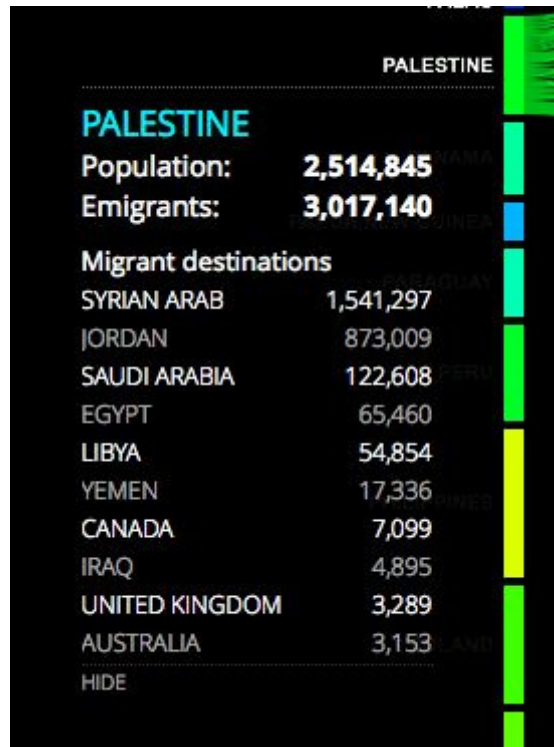 PALESTINE
PALESTINE
Population: 2,514,845
Emigrants: 3,017,140
Migrant destinations
SYRIAN ARAB 1,541,297
JORDAN 873,009
SAUDI ARABIA 122,608
EGYPT 65,460
LIBYA 54,854
YEMEN 17,336
CANADA 7,099
IRAQ 4,895
UNITED KINGDOM 3,289
AUSTRALIA 3,153
HIDE